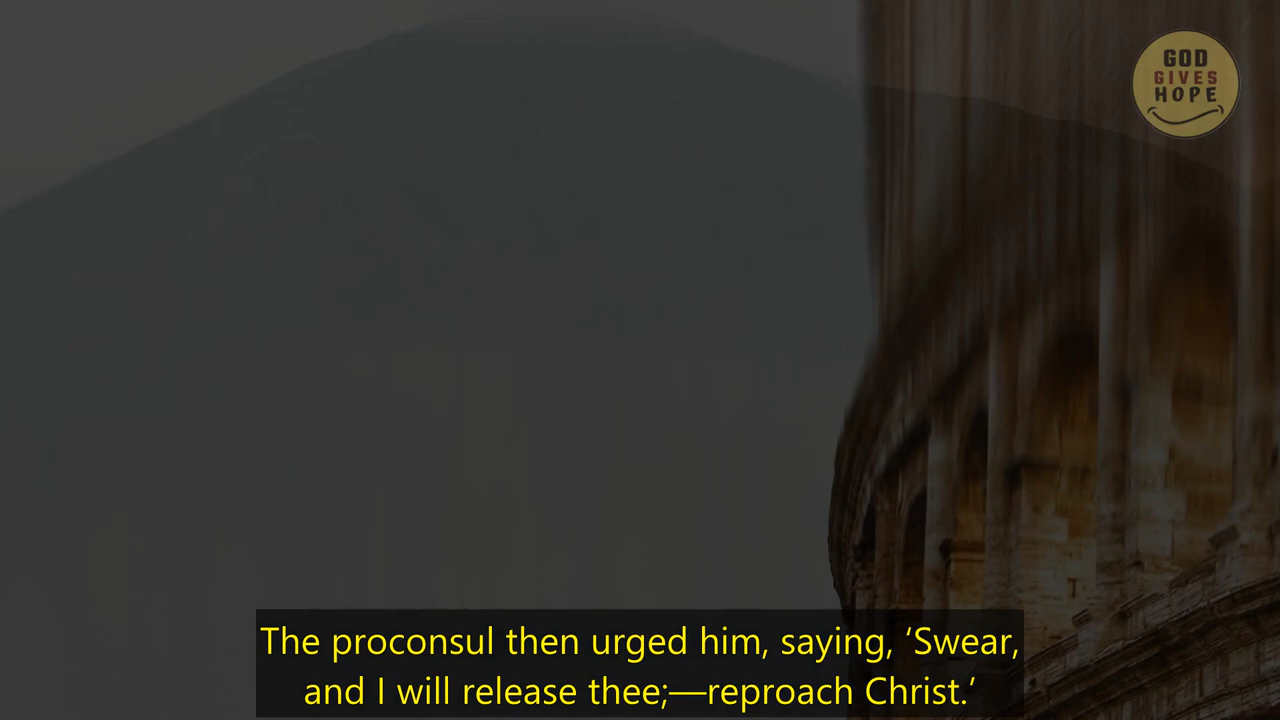 GOD
GIVES
HOPE
The proconsul then urged him, saying, ‘Swear,
and I will release thee;—reproach Christ.’